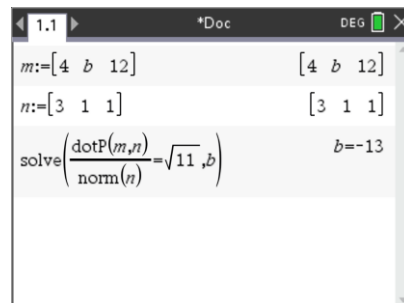 1.1 *Doc DEG
m:=[4 b 12] [4 b 12]
n:=[3 1 1] [3 1 1]
solve(dotP(m,n)/norm(n)=√11,b) b=-13